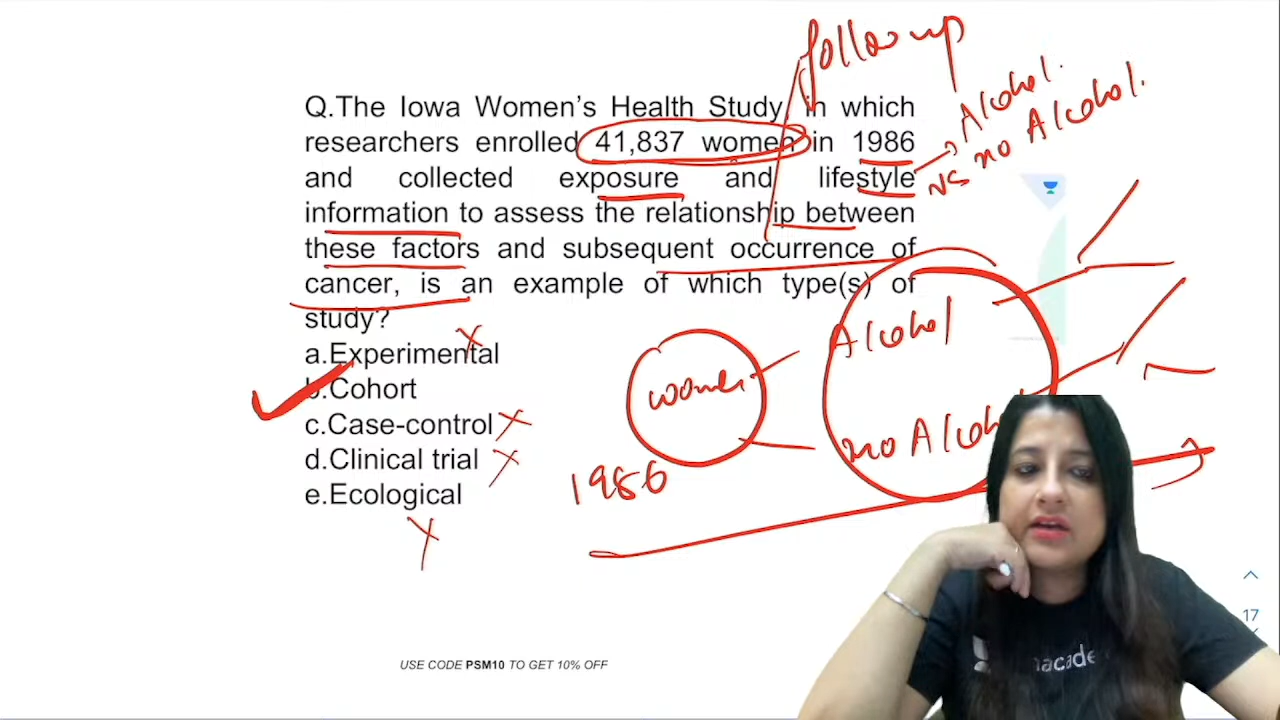 follow up
Q.The Iowa Women's Health Study, in which
researchers enrolled 41,837 women in 1986
and collected exposure and lifestyle
information to assess the relationship between
these factors and subsequent occurrence of
cancer, is an example of which type(s) of
study?
Alcohol.
vs no Alcohol.
a.Experimental
b.Cohort
c.Case-control
d.Clinical trial
e.Ecological
women
1986
Alcohol
no Alcohol
17
USE CODE PSM10 TO GET 10% OFF